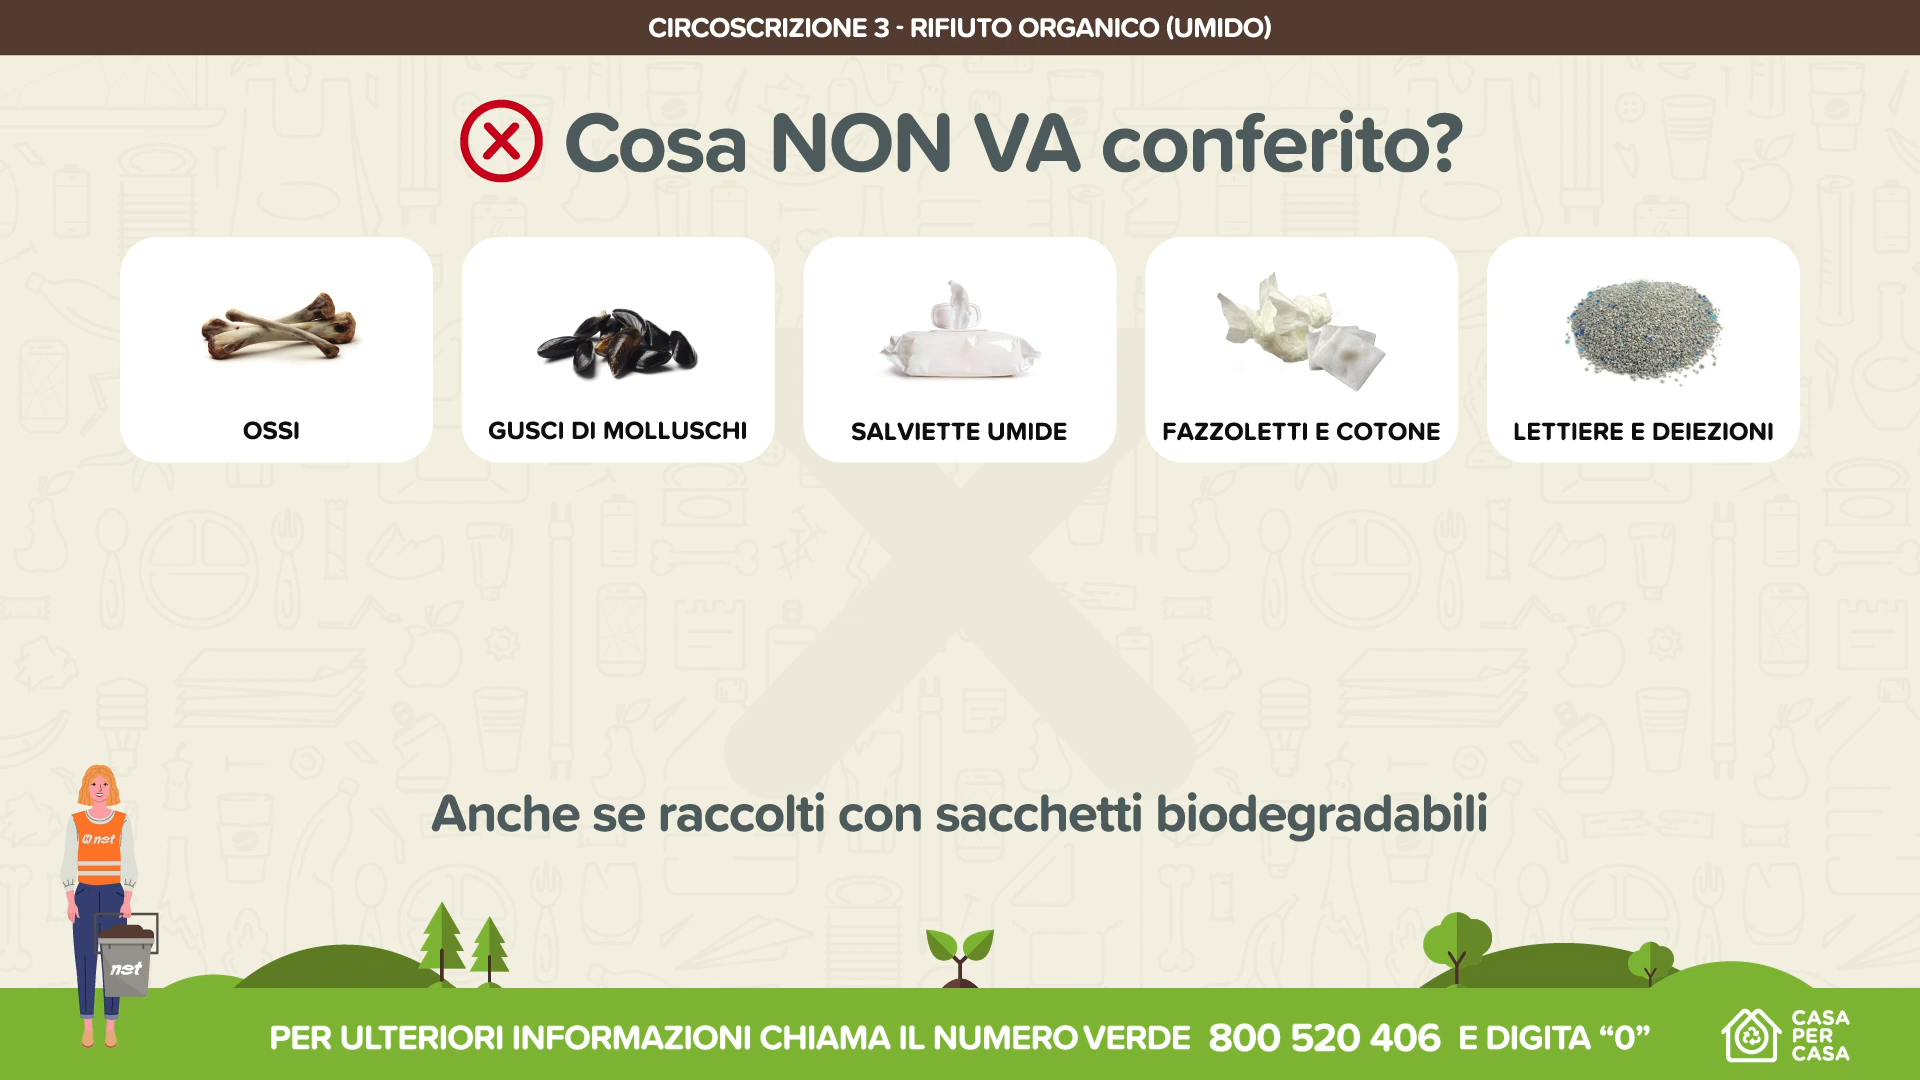 CIRCOSCRIZIONE 3 - RIFIUTO ORGANICO (UMIDO)
Cosa NON VA conferito?
OSSI
GUSCI DI MOLLUSCHI
SALVIETTE UMIDE
FAZZOLETTI E COTONE
LETTIERE E DEIEZIONI
Anche se raccolti con sacchetti biodegradabili
net
net
PER ULTERIORI INFORMAZIONI CHIAMA IL NUMERO VERDE 800 520 406 E DIGITA “0”
CASA
PER
CASA